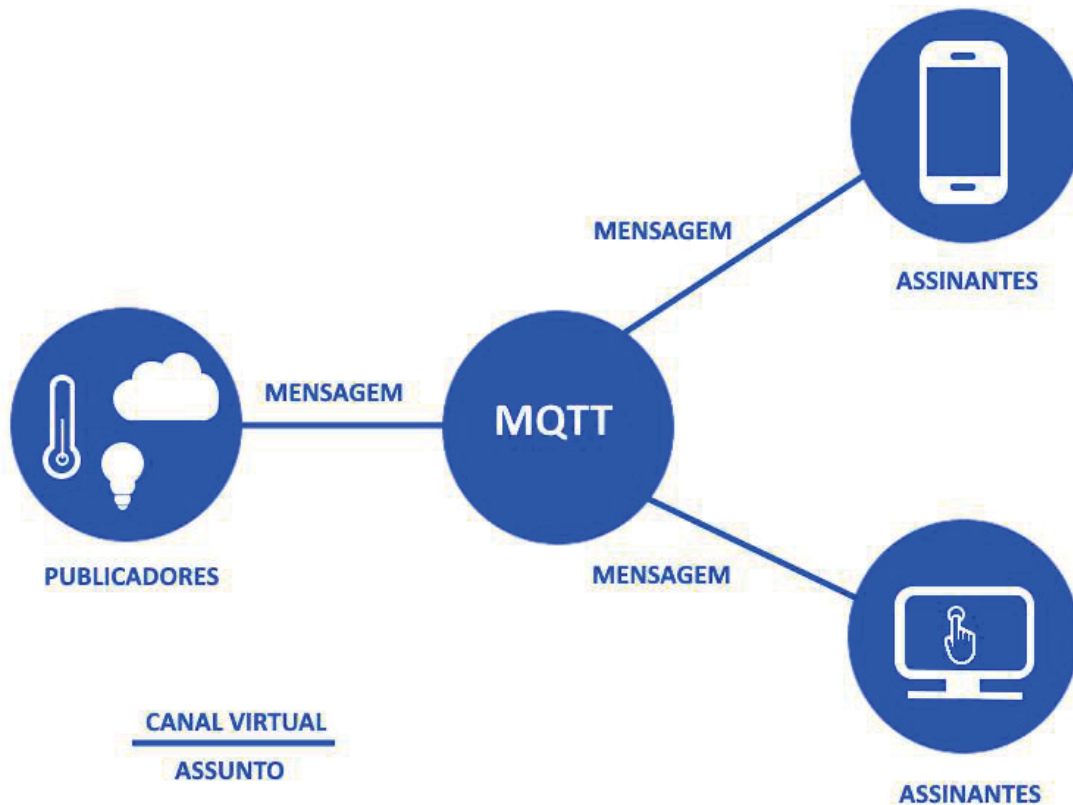 MENSAGEM
ASSINANTES
MENSAGEM
MQTT
PUBLICADORES
MENSAGEM
CANAL VIRTUAL
ASSUNTO
ASSINANTES